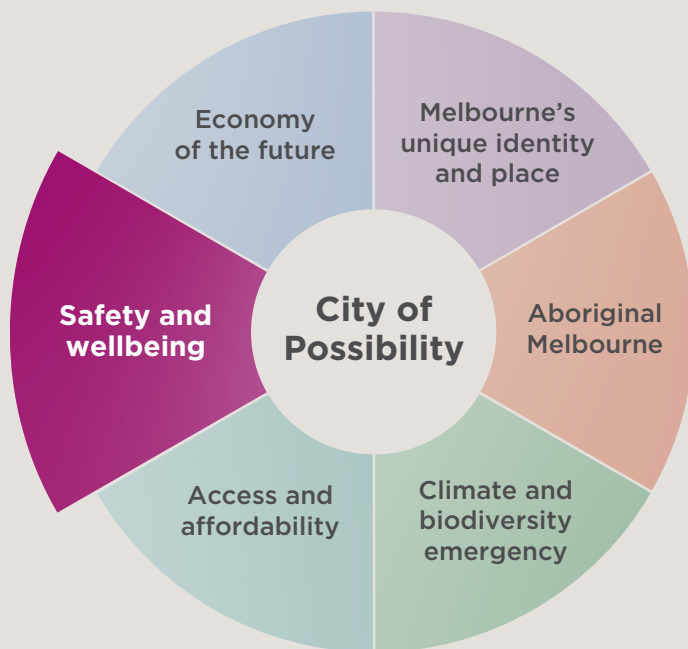 Economy
of the future
Melbourne’s
unique identity
and place
Safety and
wellbeing
City of
Possibility
Aboriginal
Melbourne
Access and
affordability
Climate and
biodiversity
emergency